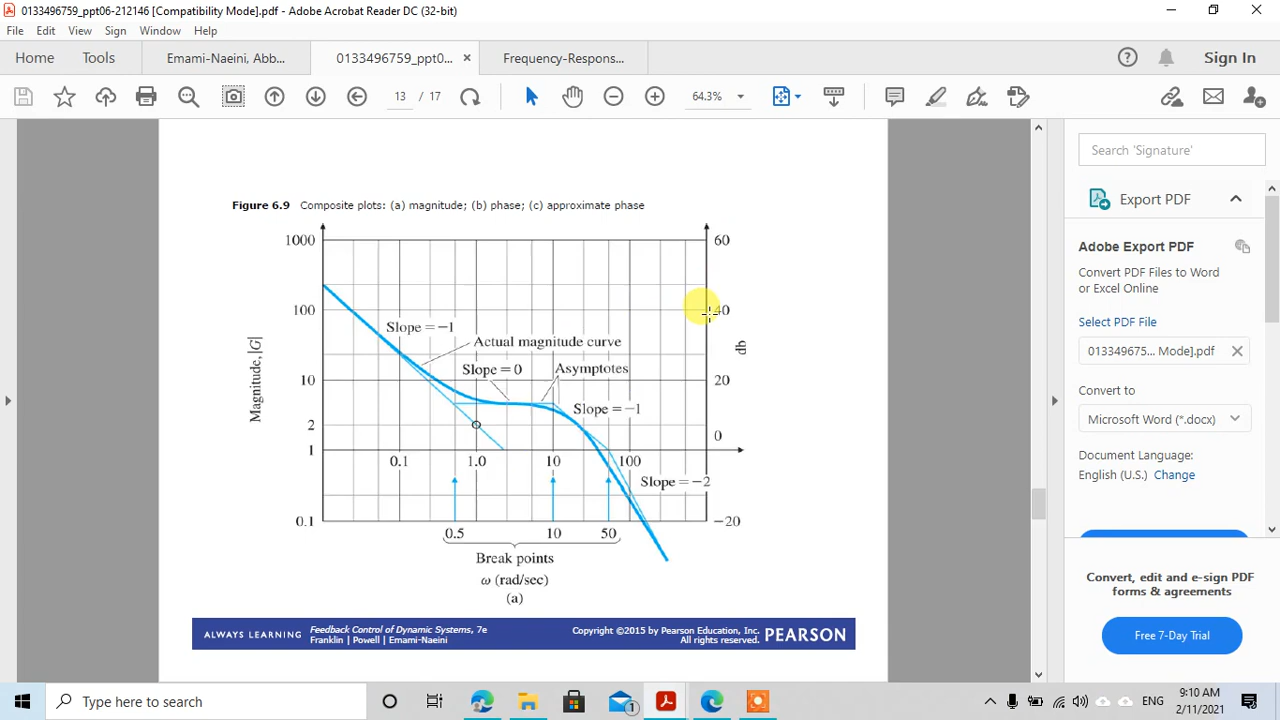 0133496759_ppt06-212146 [Compatibility Mode].pdf - Adobe Acrobat Reader DC (32-bit)
File Edit View Sign Window Help
Home Tools Emami-Naeini, Abb... 0133496759_ppt0... × Frequency-Respons... Sign In
13 / 17 64.3%
Figure 6.9 Composite plots: (a) magnitude; (b) phase; (c) approximate phase
1000 60
100 40
Slope = −1
Actual magnitude curve
Magnitude, |G| db
Slope = 0 Asymptotes
10 20
Slope = −1
2 0
1
0.1 1.0 10 100
Slope = −2
0.1 −20
0.5 10 50
Break points
ω (rad/sec)
(a)
ALWAYS LEARNING
Feedback Control of Dynamic Systems, 7e
Franklin | Powell | Emami-Naeini
Copyright ©2015 by Pearson Education, Inc.
All rights reserved.
PEARSON
Search 'Signature'
Export PDF
Adobe Export PDF
Convert PDF Files to Word
or Excel Online
Select PDF File
013349675... Mode].pdf ×
Convert to
Microsoft Word (*.docx)
Document Language:
English (U.S.) Change
Convert, edit and e-sign PDF
forms & agreements
Free 7-Day Trial
Type here to search
1
ENG
9:10 AM
2/11/2021